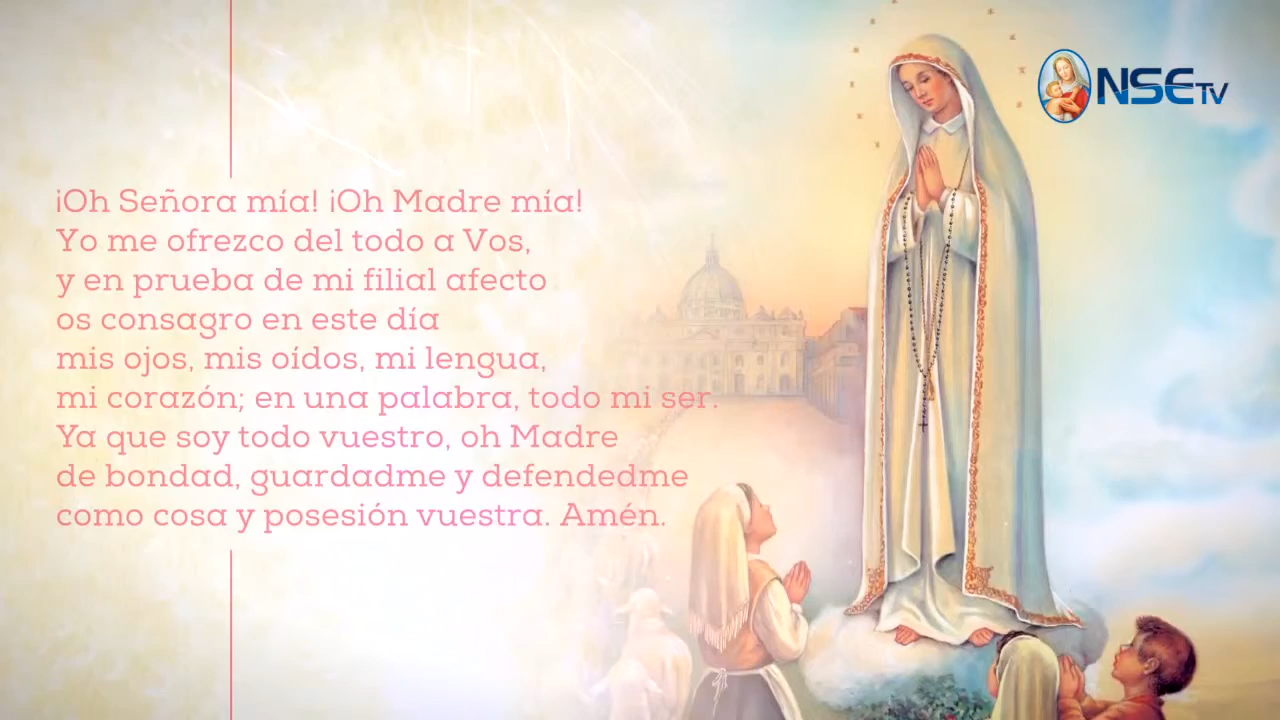 NSETV
¡Oh Señora mía! ¡Oh Madre mía!
Yo me ofrezco del todo a Vos,
y en prueba de mi filial afecto
os consagro en este día
mis ojos, mis oídos, mi lengua,
mi corazón; en una palabra, todo mi ser.
Ya que soy todo vuestro, oh Madre
de bondad, guardadme y defendedme
como cosa y posesión vuestra. Amén.